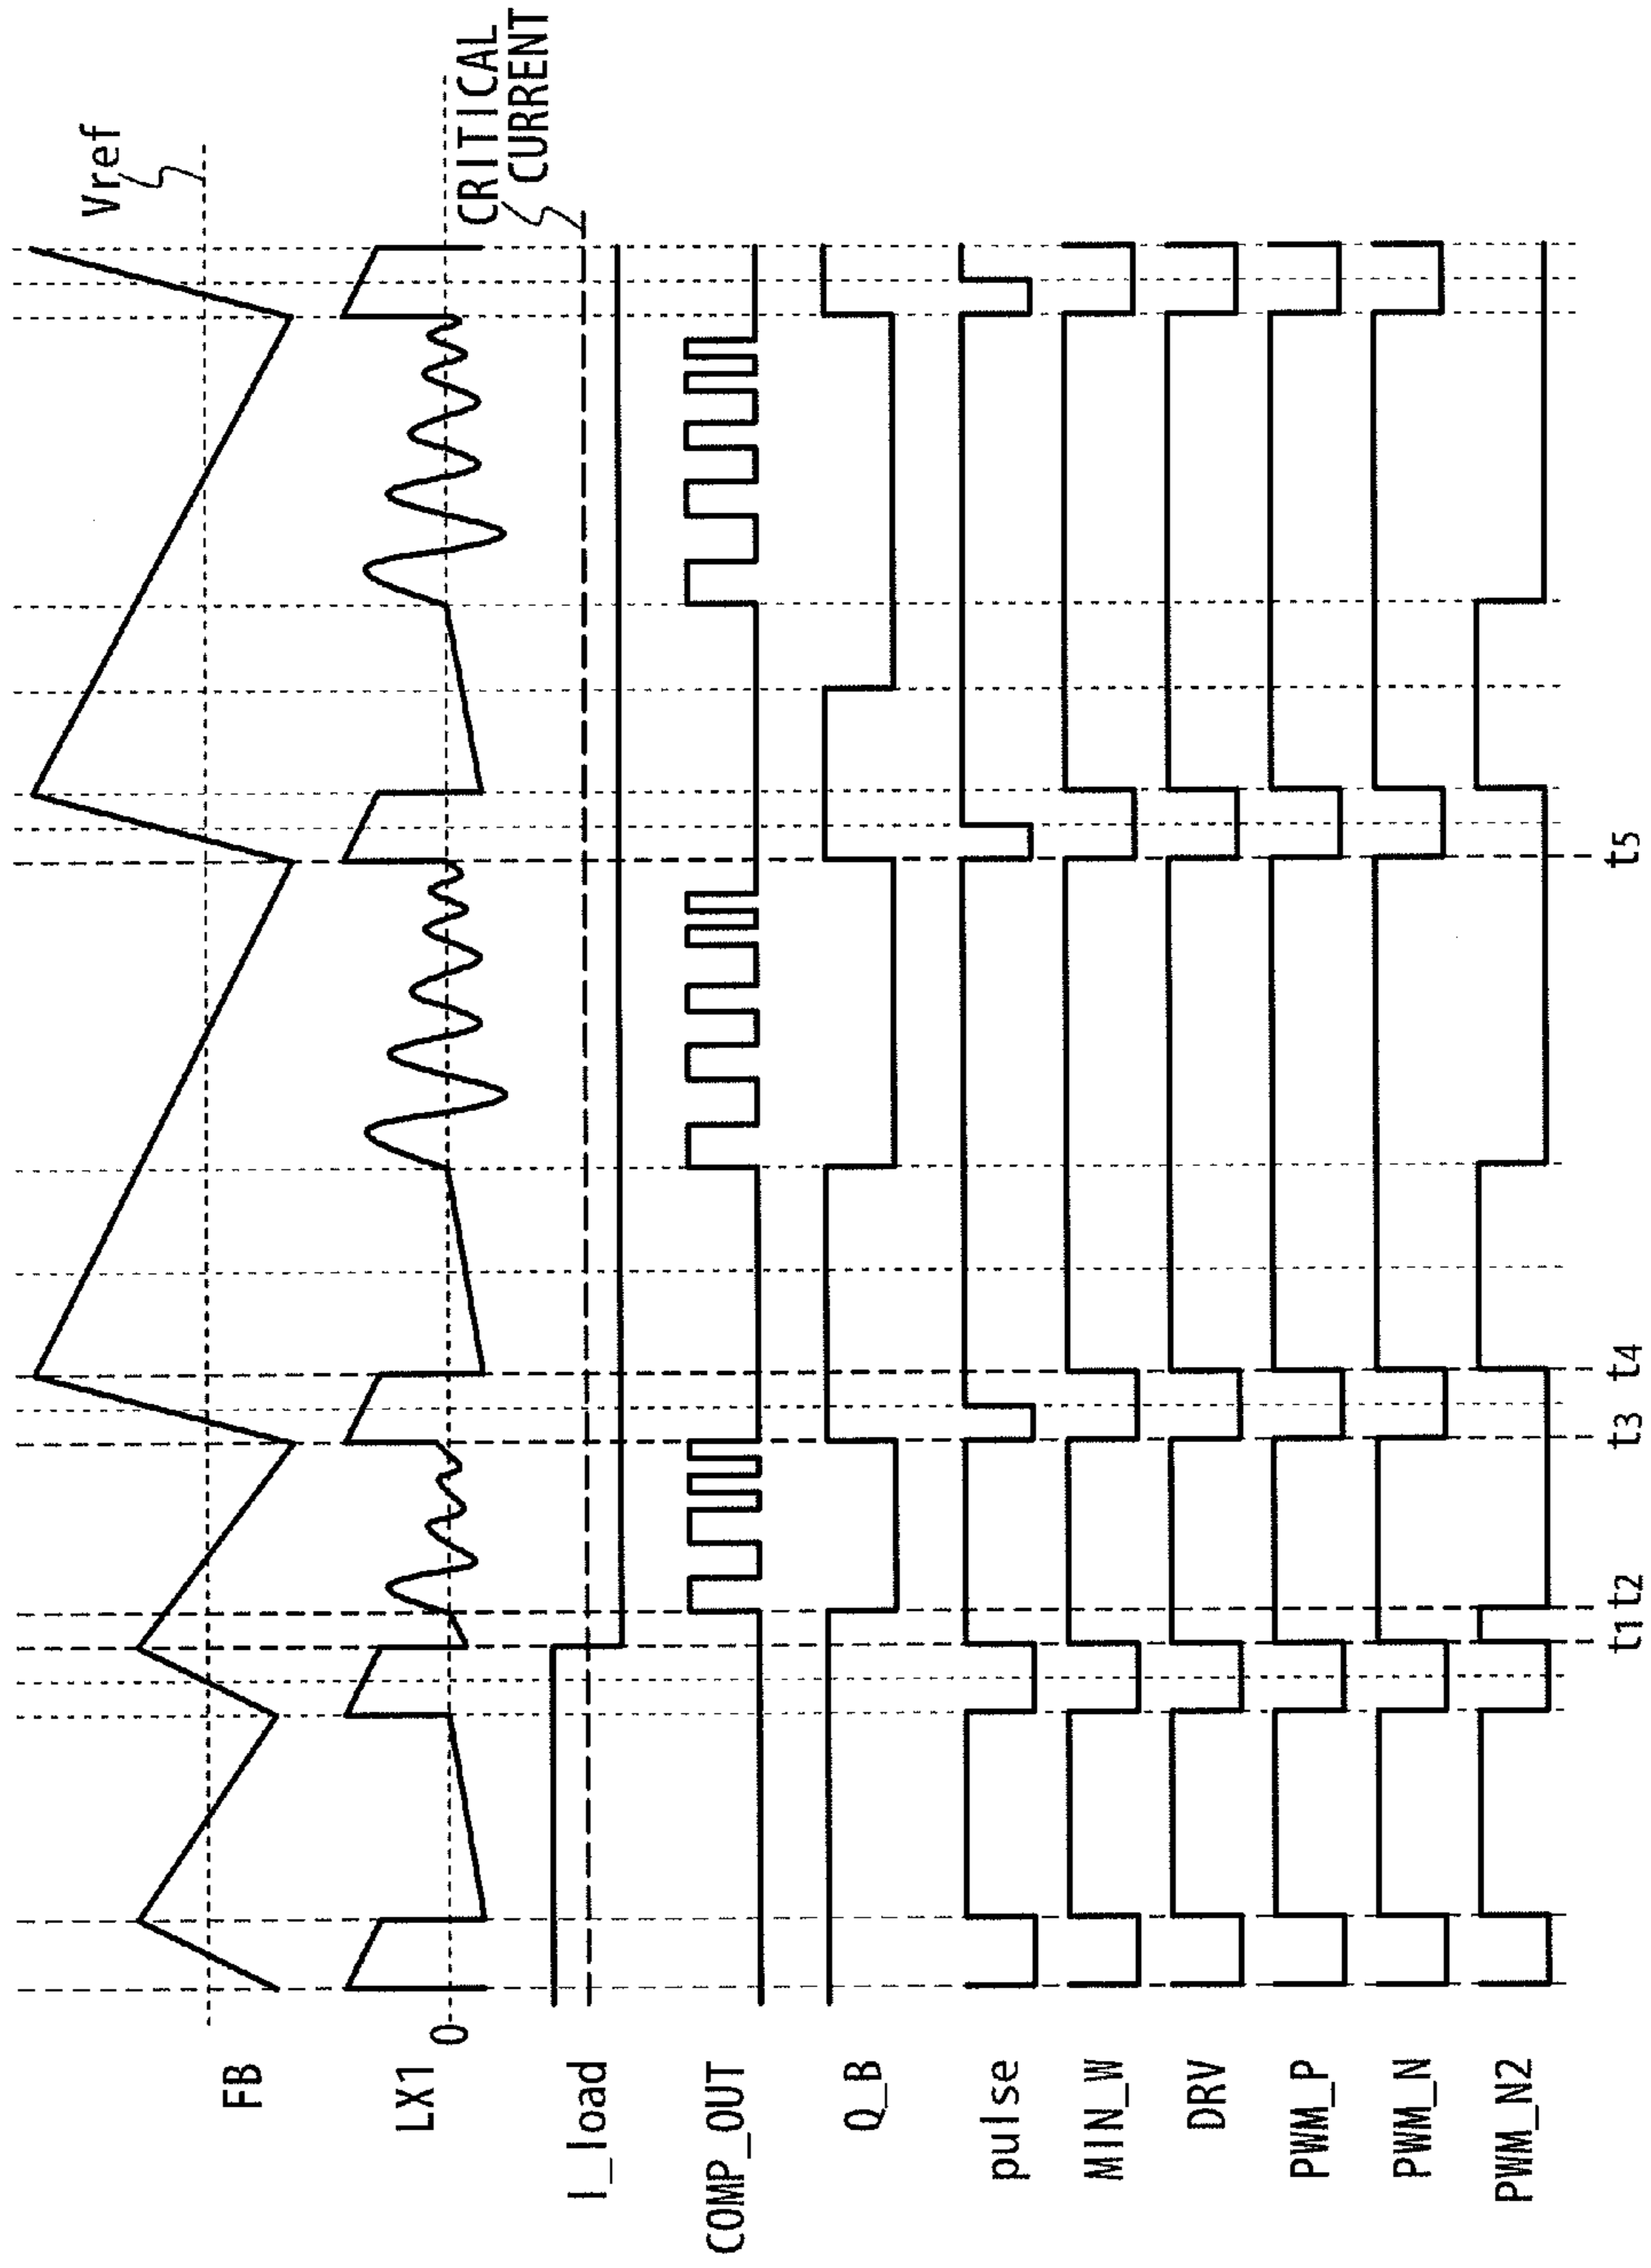 Vref
FB
LX1
0
CRITICAL
CURRENT
I_load
COMP_OUT
Q_B
pulse
MIN_W
DRV
PWM_P
PWM_N
PWM_N2
t1 t2 t3 t4 t5